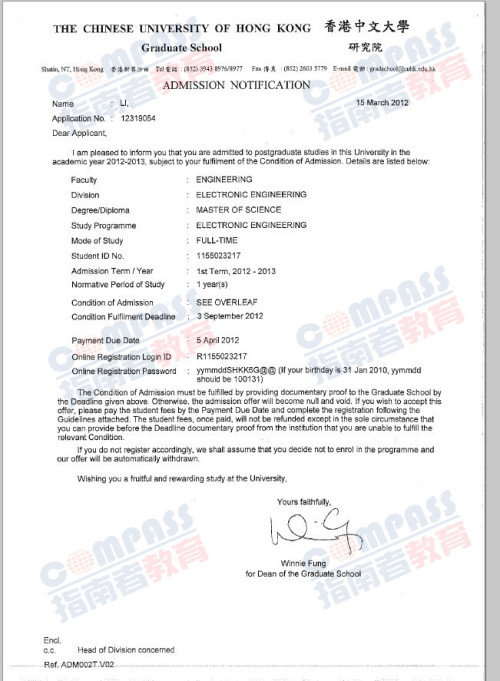 THE CHINESE UNIVERSITY OF HONG KONG 香港中文大學
Graduate School 研究院
Shatin, NT, Hong Kong 香港新界沙田 Tel 電話 : (852) 3943 8976/8977 Fax 傳真 : (852) 2603 5779 E-mail 電郵 : gradschool@cuhk.edu.hk
ADMISSION NOTIFICATION
Name : LI, 15 March 2012
Application No. : 12319054
Dear Applicant,
I am pleased to inform you that you are admitted to postgraduate studies in this University in the
academic year 2012-2013, subject to your fulfilment of the Condition of Admission. Details are listed below:
Faculty : ENGINEERING
Division : ELECTRONIC ENGINEERING
Degree/Diploma : MASTER OF SCIENCE
Study Programme : ELECTRONIC ENGINEERING
Mode of Study : FULL-TIME
Student ID No. : 1155023217
Admission Term / Year : 1st Term, 2012 - 2013
Normative Period of Study : 1 year(s)
Condition of Admission : SEE OVERLEAF
Condition Fulfilment Deadline : 3 September 2012
Payment Due Date : 5 April 2012
Online Registration Login ID : R1155023217
Online Registration Password : yymmddSHKK6G@@ (If your birthday is 31 Jan 2010, yymmdd
should be 100131)
The Condition of Admission must be fulfilled by providing documentary proof to the Graduate School by
the Deadline given above. Otherwise, the admission offer will become null and void. If you wish to accept this
offer, please pay the student fees by the Payment Due Date and complete the registration following the
Guidelines attached. The student fees, once paid, will not be refunded except in the sole circumstance that
you can provide before the Deadline documentary proof from the institution that you are unable to fulfill the
relevant Condition.
If you do not register accordingly, we shall assume that you decide not to enrol in the programme and
our offer will be automatically withdrawn.
Wishing you a fruitful and rewarding study at the University,
Yours faithfully,
Winnie Fung
for Dean of the Graduate School
Encl.
c.c. Head of Division concerned
Ref. ADM002T.V02
COMPASS
指南者教育
COMPASS
指南者教育
COMPASS
指南者教育
COMPASS
指南者教育
COMPASS
指南者教育
COMPASS
指南者教育